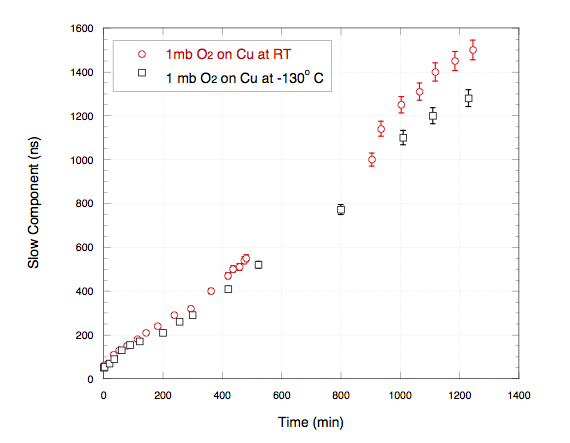 1600
1400
1200
1000
800
600
400
200
0
Slow Component (ns)
1mb O2 on Cu at RT
1 mb O2 on Cu at -130° C
0 200 400 600 800 1000 1200 1400
Time (min)